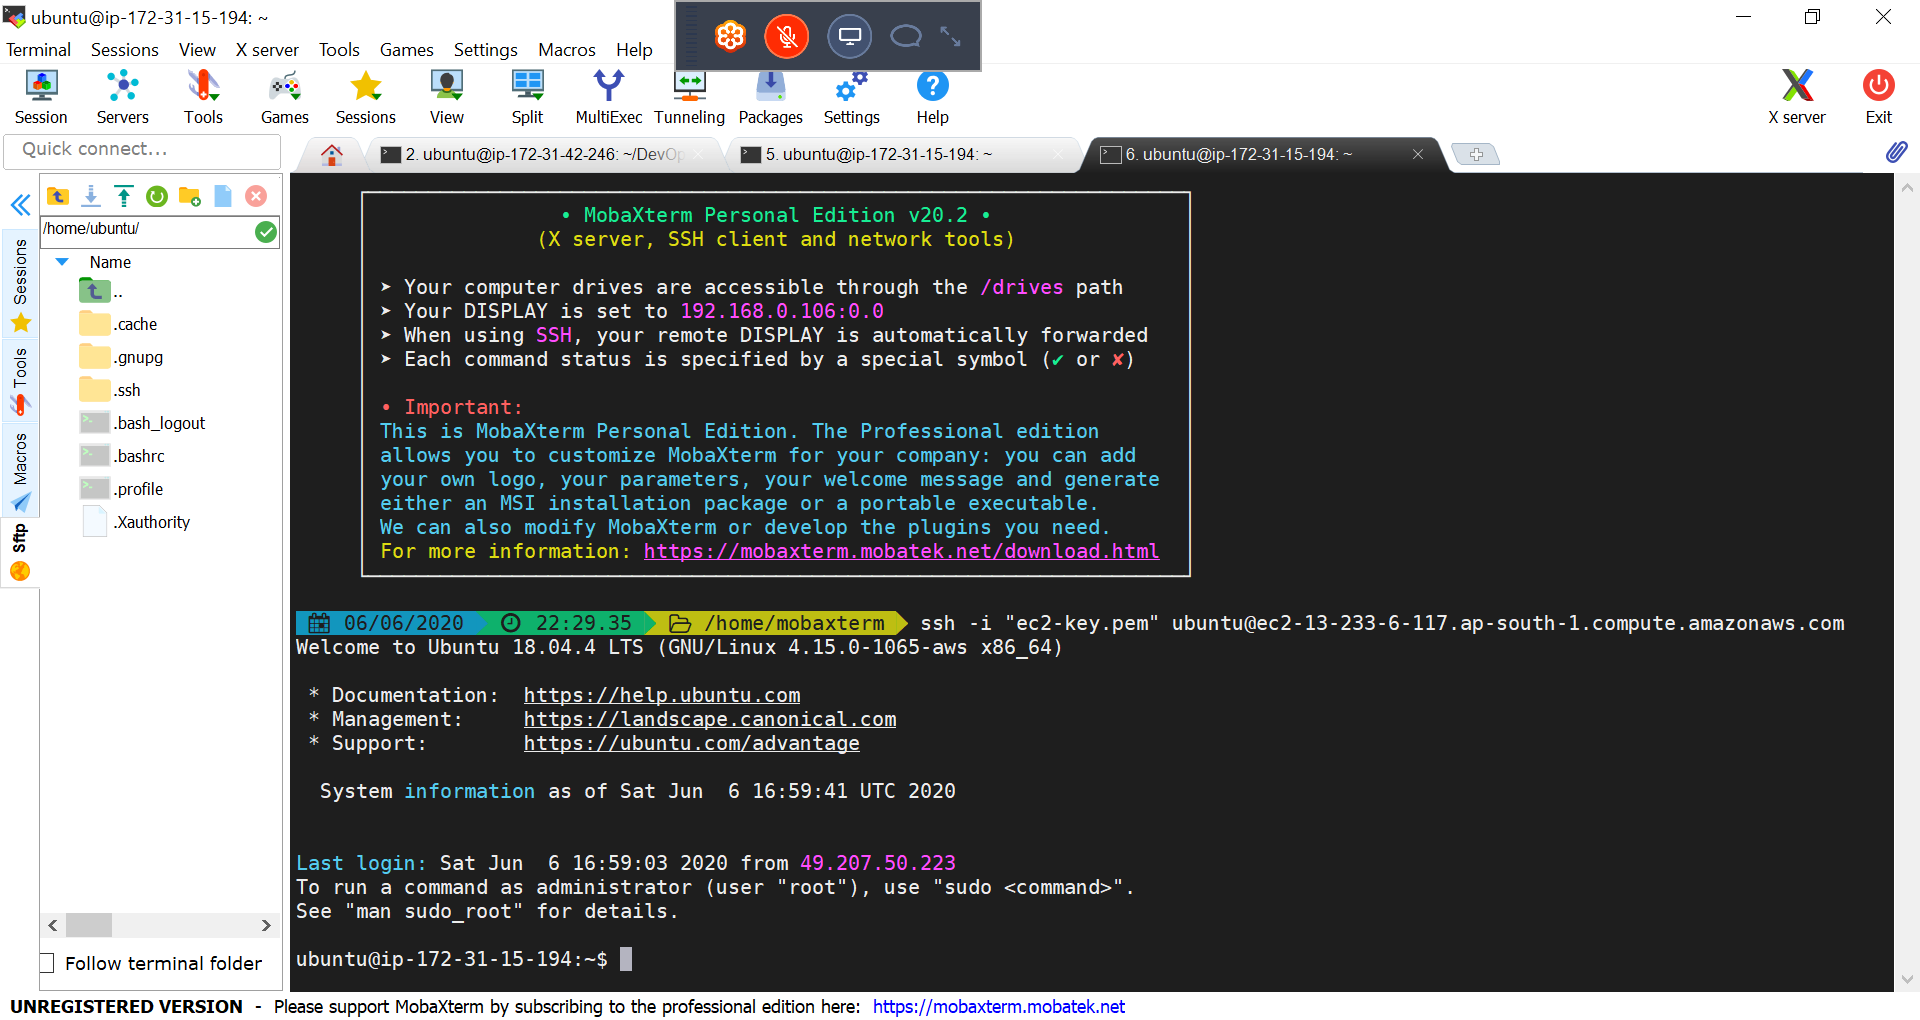 ubuntu@ip-172-31-15-194: ~
Terminal Sessions View X server Tools Games Settings Macros Help
Session Servers Tools Games Sessions View Split MultiExec Tunneling Packages Settings Help X server Exit
Quick connect...
2. ubuntu@ip-172-31-42-246: ~/DevOp
5. ubuntu@ip-172-31-15-194: ~
6. ubuntu@ip-172-31-15-194: ~
Sessions
Tools
Macros
Sftp
/home/ubuntu/
Name
..
.cache
.gnupg
.ssh
.bash_logout
.bashrc
.profile
.Xauthority
Follow terminal folder
• MobaXterm Personal Edition v20.2 •
(X server, SSH client and network tools)
➤ Your computer drives are accessible through the /drives path
➤ Your DISPLAY is set to 192.168.0.106:0.0
➤ When using SSH, your remote DISPLAY is automatically forwarded
➤ Each command status is specified by a special symbol (✔ or ✘)
• Important:
This is MobaXterm Personal Edition. The Professional edition
allows you to customize MobaXterm for your company: you can add
your own logo, your parameters, your welcome message and generate
either an MSI installation package or a portable executable.
We can also modify MobaXterm or develop the plugins you need.
For more information: https://mobaxterm.mobatek.net/download.html
06/06/2020 22:29.35 /home/mobaxterm ssh -i "ec2-key.pem" ubuntu@ec2-13-233-6-117.ap-south-1.compute.amazonaws.com
Welcome to Ubuntu 18.04.4 LTS (GNU/Linux 4.15.0-1065-aws x86_64)
* Documentation: https://help.ubuntu.com
* Management: https://landscape.canonical.com
* Support: https://ubuntu.com/advantage
System information as of Sat Jun 6 16:59:41 UTC 2020
Last login: Sat Jun 6 16:59:03 2020 from 49.207.50.223
To run a command as administrator (user "root"), use "sudo <command>".
See "man sudo_root" for details.
ubuntu@ip-172-31-15-194:~$
UNREGISTERED VERSION - Please support MobaXterm by subscribing to the professional edition here: https://mobaxterm.mobatek.net